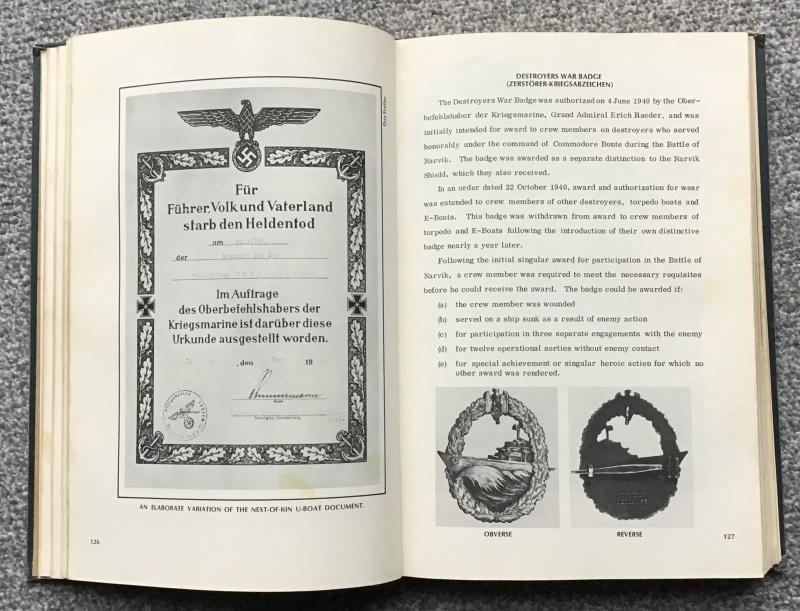 Für
Führer, Volk und Vaterland
starb den Heldentod
am
der
Im Auftrage
des Oberbefehlshabers der
Kriegsmarine ist darüber diese
Urkunde ausgestellt worden.
, den 19
AN ELABORATE VARIATION OF THE NEXT-OF-KIN U-BOAT DOCUMENT.
126
DESTROYERS WAR BADGE
(ZERSTÖRER-KRIEGSABZEICHEN)
The Destroyers War Badge was authorized on 4 June 1940 by the Ober-
befehlshaber der Kriegsmarine, Grand Admiral Erich Raeder, and was
initially intended for award to crew members on destroyers who served
honorably under the command of Commodore Bonte during the Battle of
Narvik. The badge was awarded as a separate distinction to the Narvik
Shield, which they also received.
In an order dated 22 October 1940, award and authorization for wear
was extended to crew members of other destroyers, torpedo boats and
E-Boats. This badge was withdrawn from award to crew members of
torpedo and E-Boats following the introduction of their own distinctive
badge nearly a year later.
Following the initial singular award for participation in the Battle of
Narvik, a crew member was required to meet the necessary requisites
before he could receive the award. The badge could be awarded if:
(a) the crew member was wounded
(b) served on a ship sunk as a result of enemy action
(c) for participation in three separate engagements with the enemy
(d) for twelve operational sorties without enemy contact
(e) for special achievement or singular heroic action for which no
other award was rendered.
OBVERSE
REVERSE
127